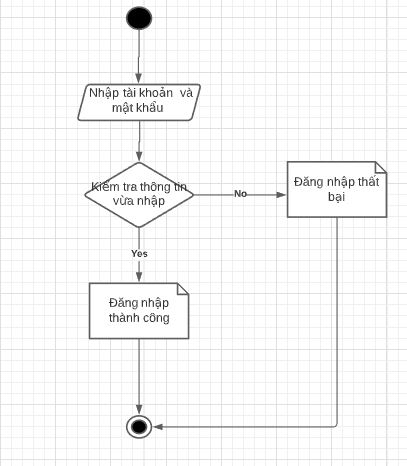 Nhập tài khoản và
mật khẩu
Kiểm tra thông tin
vừa nhập
No
Đăng nhập thất
bại
Yes
Đăng nhập
thành công